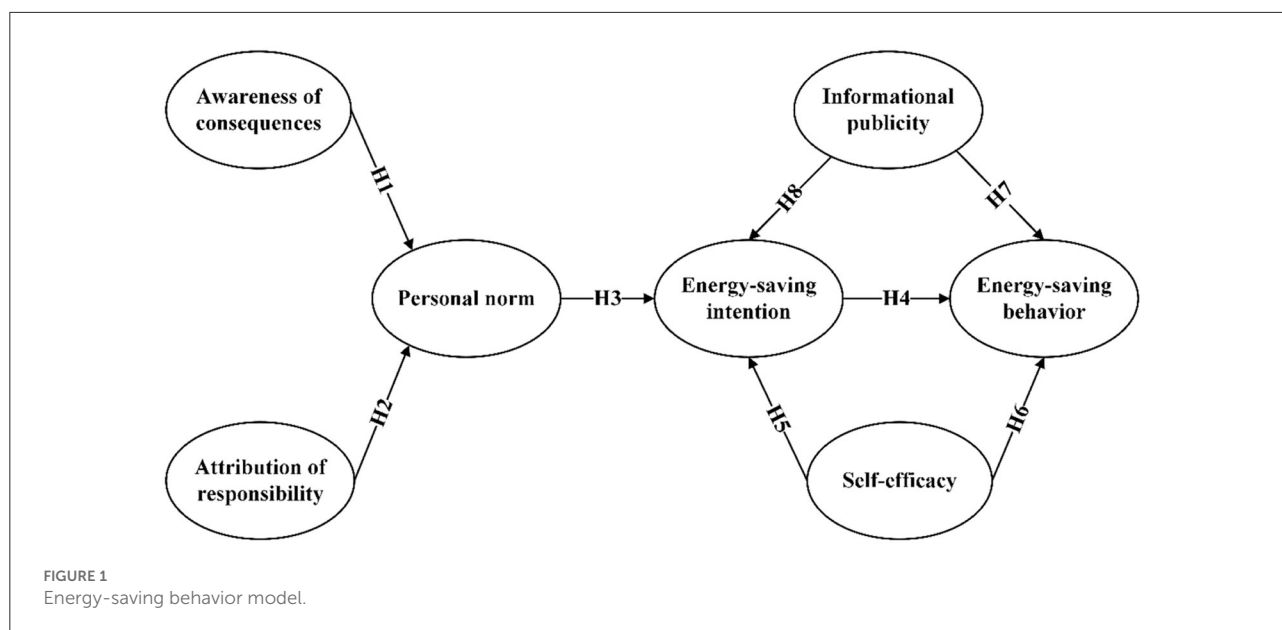 Awareness of
consequences
Informational
publicity
H1
H8
H7
Personal norm
H3
Energy-saving
intention
H4
Energy-saving
behavior
H2
H5
H6
Attribution of
responsibility
Self-efficacy
FIGURE 1
Energy-saving behavior model.